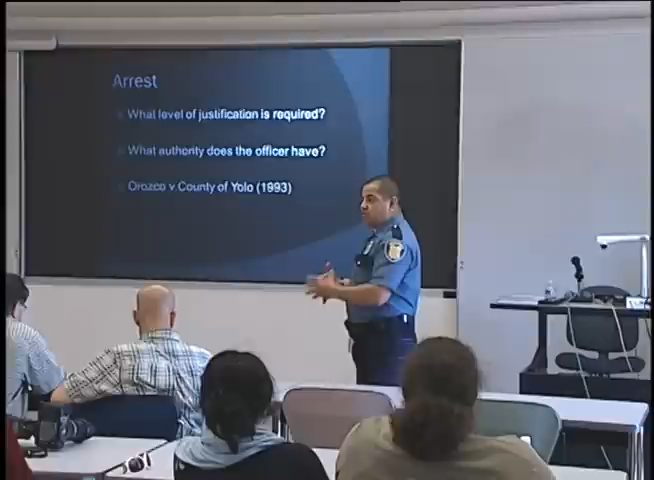 Arrest
What level of justification is required?
What authority does the officer have?
Orozco v County of Yolo (1993)